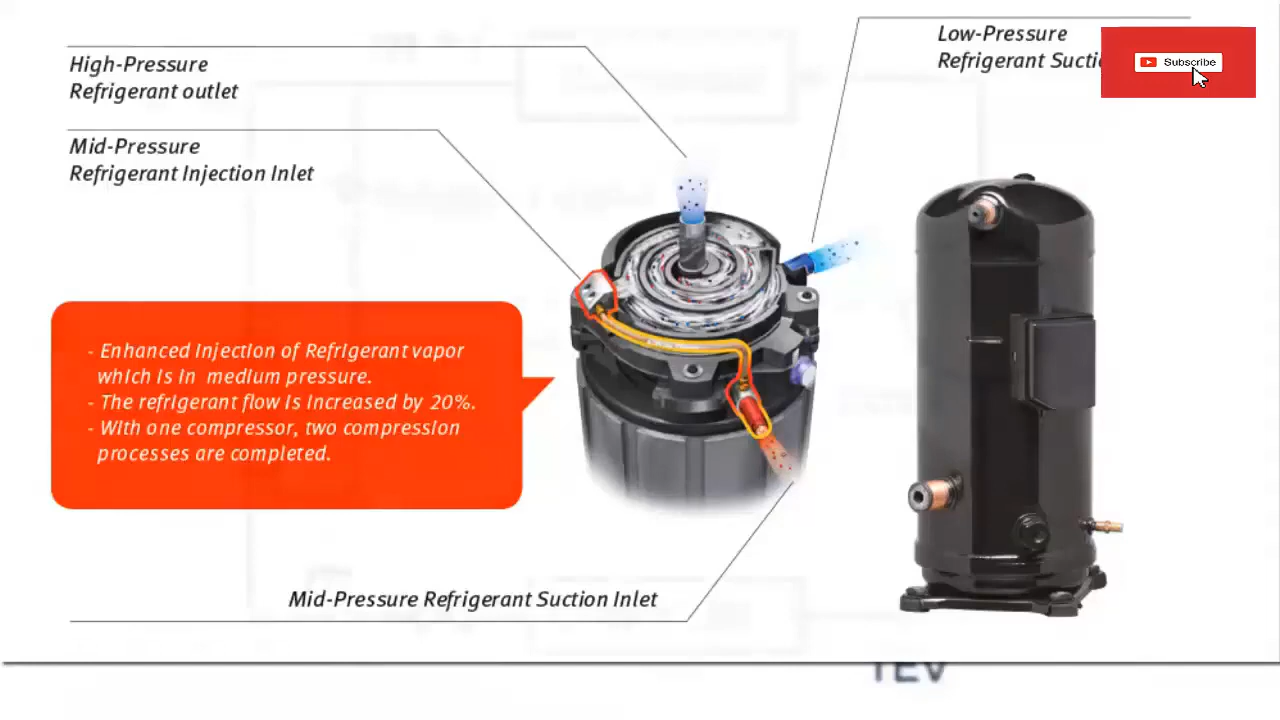 High-Pressure
Refrigerant outlet
Mid-Pressure
Refrigerant Injection Inlet
Low-Pressure
Refrigerant
Subscribe
- Enhanced Injection of Refrigerant vapor
which is in medium pressure.
- The refrigerant flow is increased by 20%.
- With one compressor, two compression
processes are completed.
Mid-Pressure Refrigerant Suction Inlet
TEV